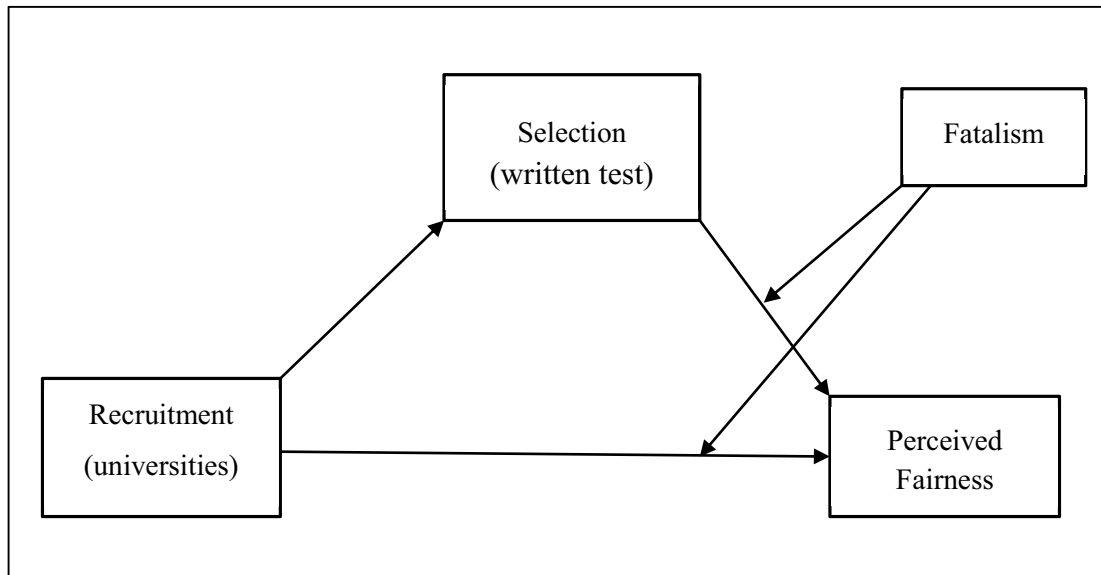 Selection
(written test)
Fatalism
Recruitment
(universities)
Perceived
Fairness